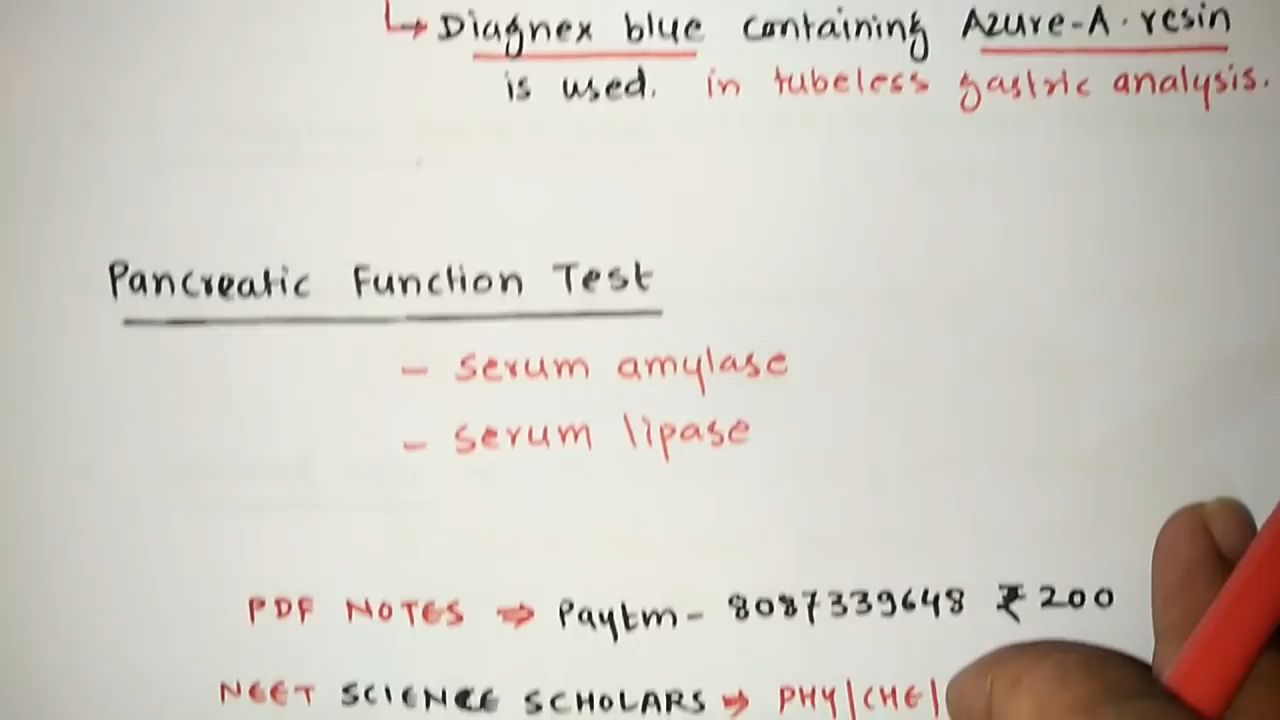 ↳ Diagnex blue containing Azure-A.resin
is used. in tubeless gastric analysis.
Pancreatic Function Test
- serum amylase
- serum lipase
PDF NOTES ⇒ Paytm - 8087339648 ₹ 200
NEET SCIENCE SCHOLARS ⇒ PHY/CHE/